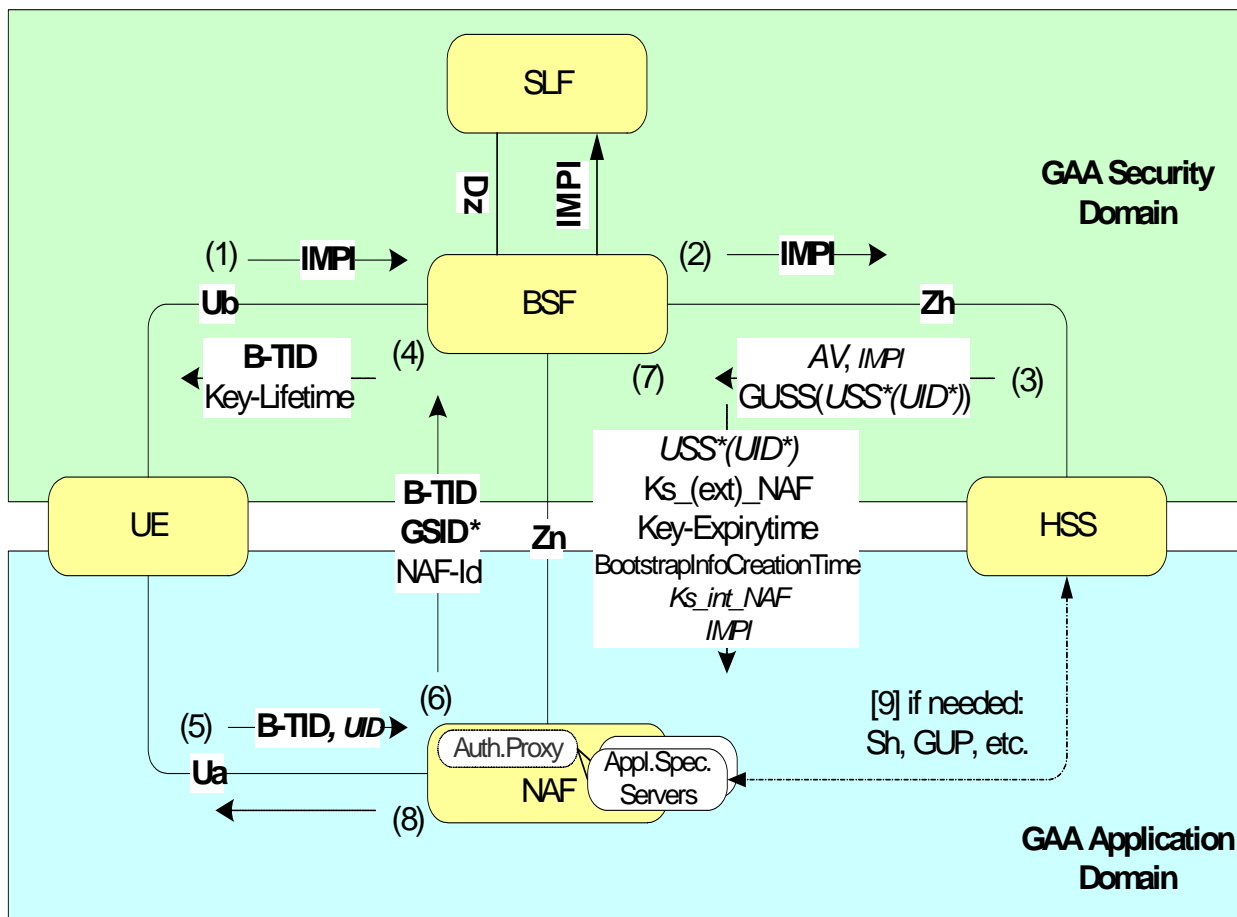 SLF
Dz
IMPI
GAA Security
Domain
(1)
IMPI
(2)
IMPI
Ub
BSF
Zh
B-TID
Key-Lifetime
(4)
(7)
AV, IMPI
GUSS(USS*(UID*))
(3)
USS*(UID*)
Ks_(ext)_NAF
Key-Expirytime
BootstrapInfoCreationTime
Ks_int_NAF
IMPI
B-TID
GSID*
NAF-Id
Zn
UE
HSS
(6)
(5)
B-TID, UID
Ua
Auth.Proxy
NAF
Appl.Spec.
Servers
[9] if needed:
Sh, GUP, etc.
(8)
GAA Application
Domain